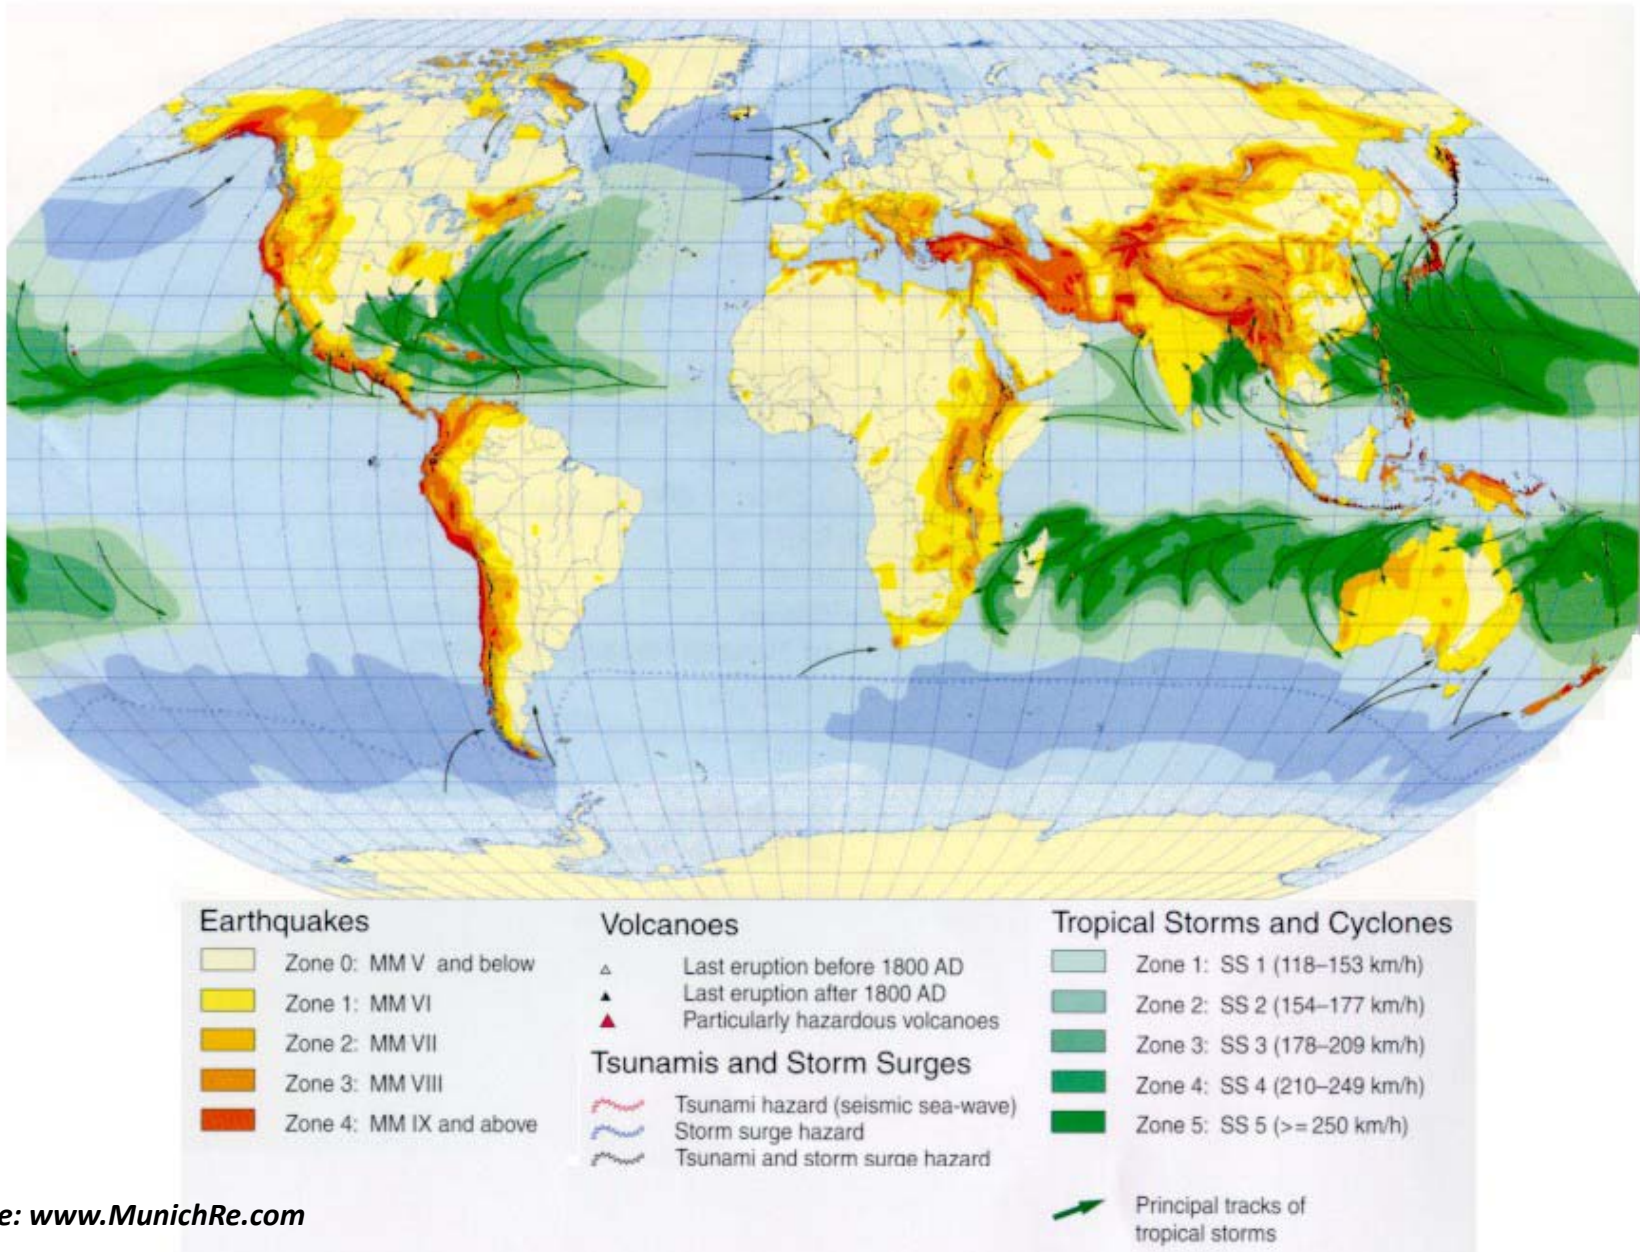 Earthquakes
Zone 0: MM V and below
Zone 1: MM VI
Zone 2: MM VII
Zone 3: MM VIII
Zone 4: MM IX and above
Volcanoes
Last eruption before 1800 AD
Last eruption after 1800 AD
Particularly hazardous volcanoes
Tsunamis and Storm Surges
Tsunami hazard (seismic sea-wave)
Storm surge hazard
Tsunami and storm surge hazard
Tropical Storms and Cyclones
Zone 1: SS 1 (118–153 km/h)
Zone 2: SS 2 (154–177 km/h)
Zone 3: SS 3 (178–209 km/h)
Zone 4: SS 4 (210–249 km/h)
Zone 5: SS 5 (>= 250 km/h)
Principal tracks of
tropical storms
e: www.MunichRe.com